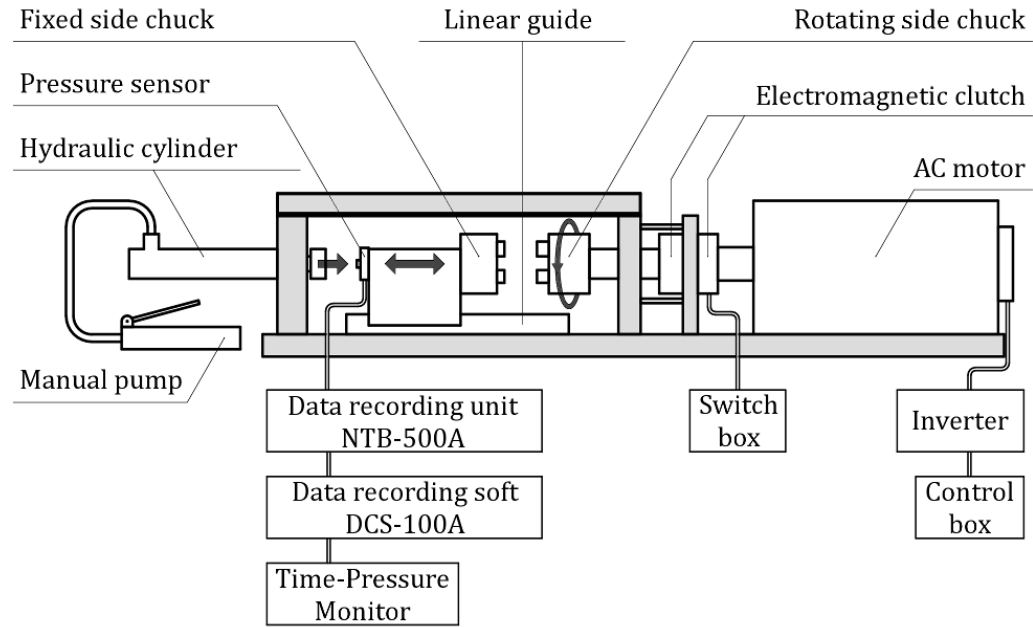 Fixed side chuck
Linear guide
Rotating side chuck
Pressure sensor
Electromagnetic clutch
Hydraulic cylinder
AC motor
Manual pump
Data recording unit
NTB-500A
Switch
box
Inverter
Data recording soft
DCS-100A
Control
box
Time-Pressure
Monitor